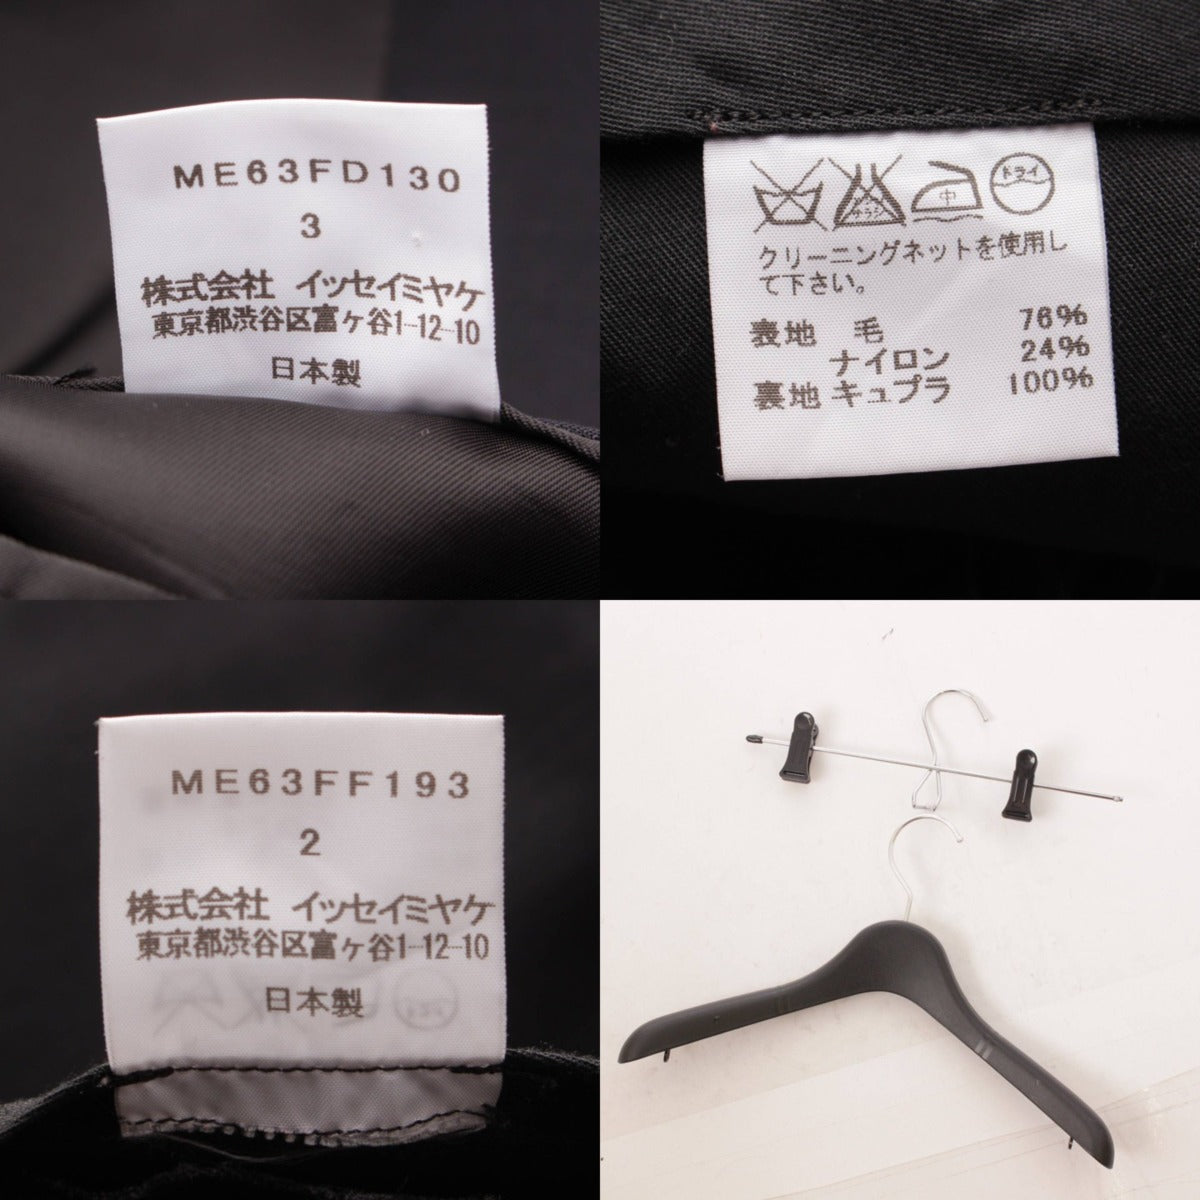 ME63FD130
3
株式会社 イッセイミヤケ
東京都渋谷区富ヶ谷1-12-10
日本製
エンソ
中
ドライ
クリーニングネットを使用し
て下さい。
表地 毛 76%
ナイロン 24%
裏地 キュプラ 100%
ME63FF193
2
株式会社 イッセイミヤケ
東京都渋谷区富ヶ谷1-12-10
日本製